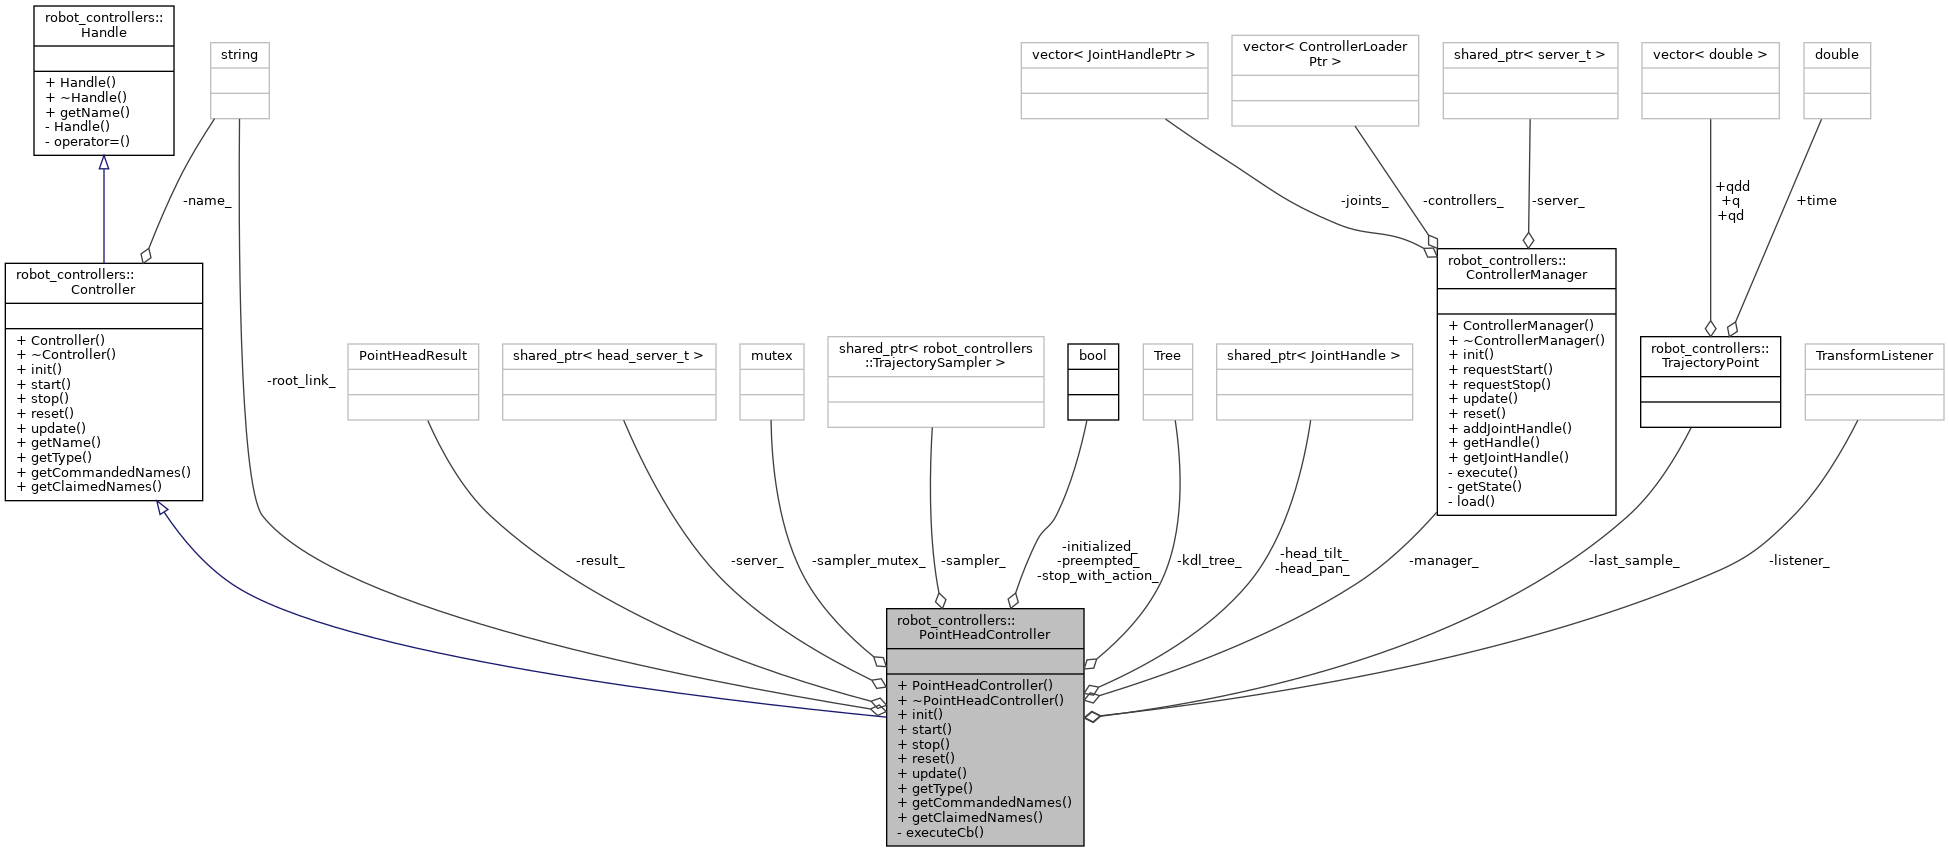 robot_controllers::
Handle
+ Handle()
+ ~Handle()
+ getName()
- Handle()
- operator=()
string
vector< JointHandlePtr >
vector< ControllerLoader
Ptr >
shared_ptr< server_t >
vector< double >
double
-name_
-joints_
-controllers_
-server_
+qdd
+q
+qd
+time
robot_controllers::
Controller
+ Controller()
+ ~Controller()
+ init()
+ start()
+ stop()
+ reset()
+ update()
+ getName()
+ getType()
+ getCommandedNames()
+ getClaimedNames()
-root_link_
PointHeadResult
shared_ptr< head_server_t >
mutex
shared_ptr< robot_controllers
::TrajectorySampler >
bool
Tree
shared_ptr< JointHandle >
robot_controllers::
ControllerManager
+ ControllerManager()
+ ~ControllerManager()
+ init()
+ requestStart()
+ requestStop()
+ update()
+ reset()
+ addJointHandle()
+ getHandle()
+ getJointHandle()
- execute()
- getState()
- load()
robot_controllers::
TrajectoryPoint
TransformListener
-result_
-server_
-sampler_mutex_
-sampler_
-initialized_
-preempted_
-stop_with_action_
-kdl_tree_
-head_tilt_
-head_pan_
-manager_
-last_sample_
-listener_
robot_controllers::
PointHeadController
+ PointHeadController()
+ ~PointHeadController()
+ init()
+ start()
+ stop()
+ reset()
+ update()
+ getType()
+ getCommandedNames()
+ getClaimedNames()
- executeCb()